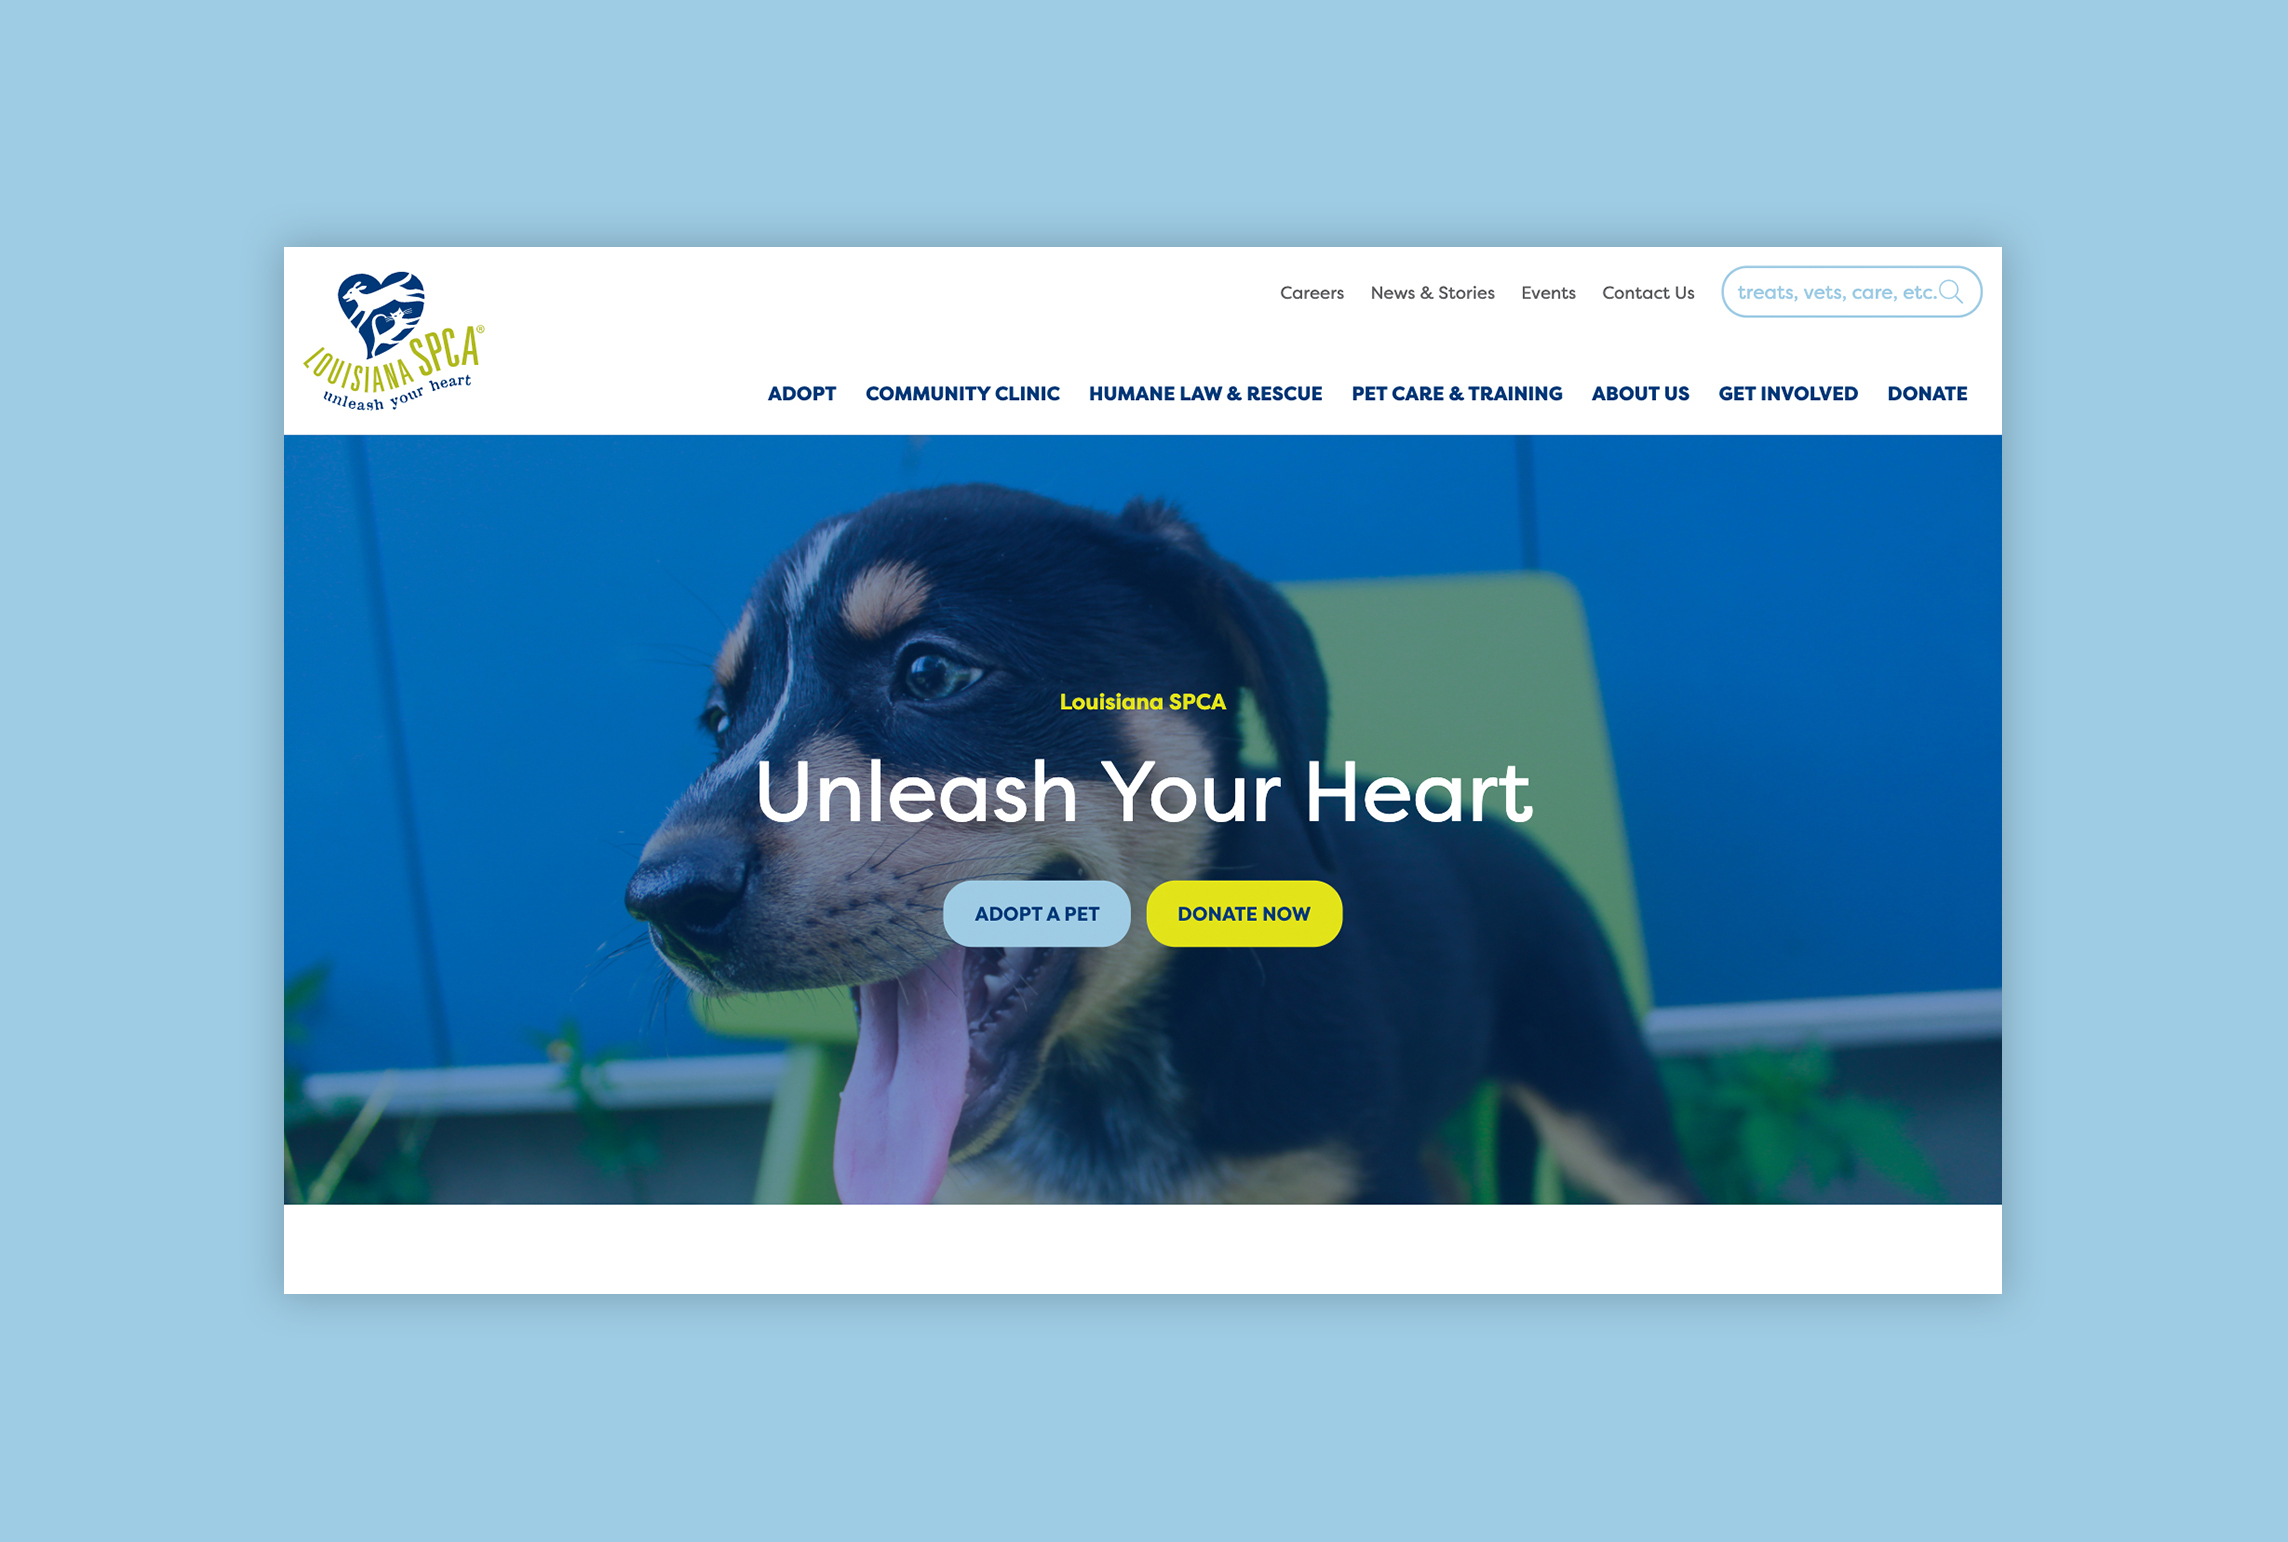 LOUISIANA SPCA®
unleash your heart
Careers News & Stories Events Contact Us treats, vets, care, etc.
ADOPT COMMUNITY CLINIC HUMANE LAW & RESCUE PET CARE & TRAINING ABOUT US GET INVOLVED DONATE
Louisiana SPCA
Unleash Your Heart
ADOPT A PET DONATE NOW